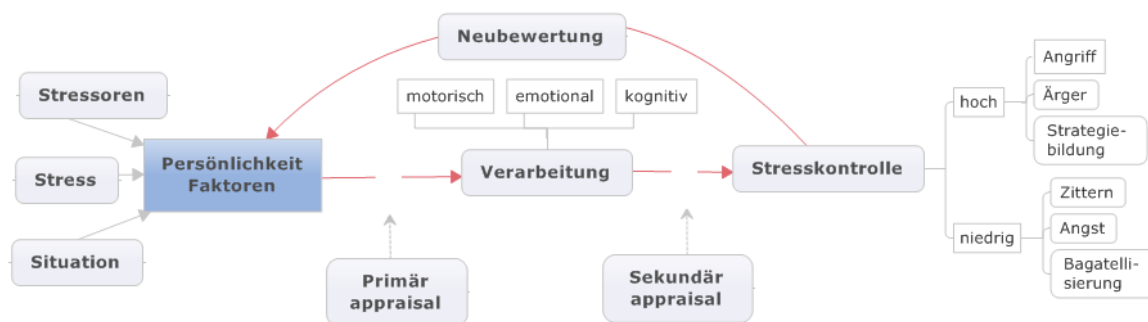 Neubewertung
Stressoren
motorisch
emotional
kognitiv
Angriff
hoch
Ärger
Strategie-
bildung
Persönlichkeit
Faktoren
Stress
Verarbeitung
Stresskontrolle
Situation
Zittern
niedrig
Angst
Bagatelli-
sierung
Primär
appraisal
Sekundär
appraisal